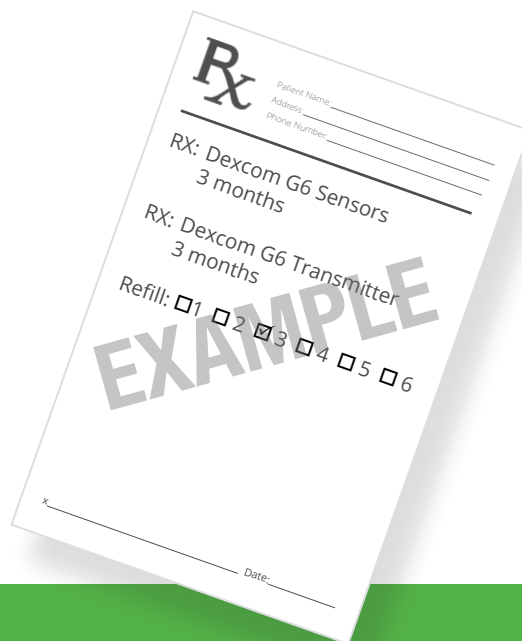 Rx
Patient Name:
Address:
Phone Number:
RX: Dexcom G6 Sensors
3 months
RX: Dexcom G6 Transmitter
3 months
Refill: 1 2 3 4 5 6
EXAMPLE
x
Date: